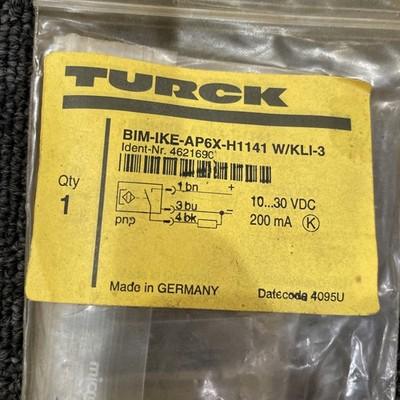 TURCK
BIM-IKE-AP6X-H1141 W/KLI-3
Ident-Nr. 4621690
Qty
1
1 bn +
3 bu -
4 bk
pnp
10...30 VDC
200 mA K
Made in GERMANY
Datecode 4095U